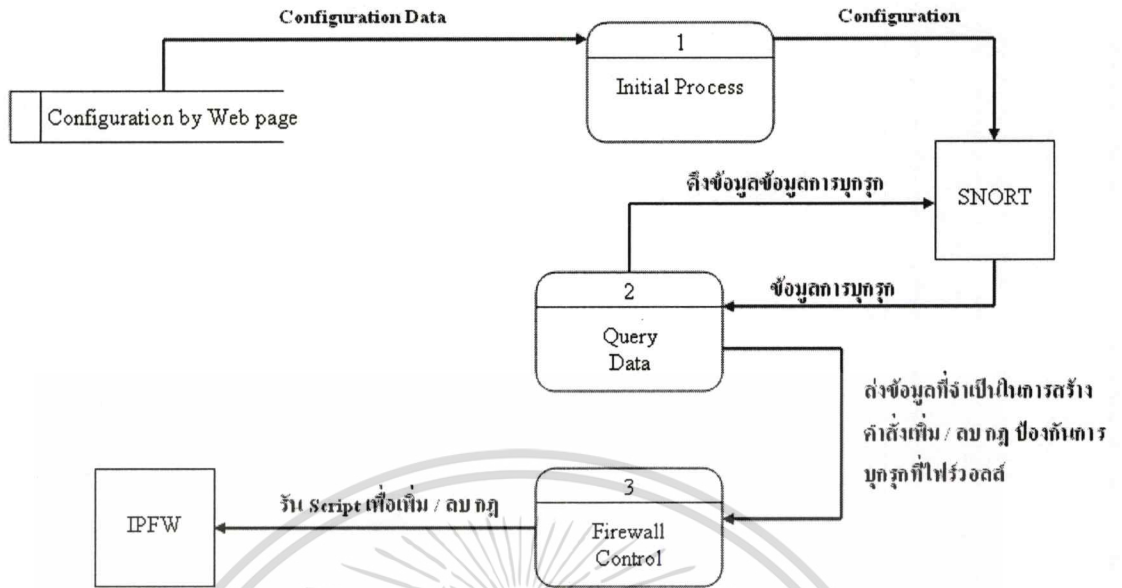 Configuration Data
Configuration
1
Initial Process
Configuration by Web page
SNORT
ดึงข้อมูลข้อมูลการบุกรุก
2
Query
Data
ข้อมูลการบุกรุก
ส่งข้อมูลที่จำเป็นในการสร้าง
คำสั่งเพิ่ม / ลบ กฎ ป้องกันการ
บุกรุกที่ไฟร์วอลล์
3
Firewall
Control
รัน Script เพื่อเพิ่ม / ลบ กฎ
IPFW